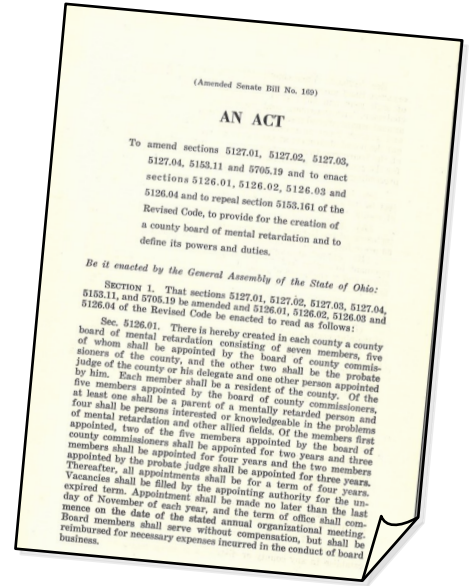 (Amended Senate Bill No. 169)
AN ACT
To amend sections 5127.01, 5127.02, 5127.03,
5127.04, 5153.11 and 5705.19 and to enact
sections 5126.01, 5126.02, 5126.03 and
5126.04 and to repeal section 5153.161 of the
Revised Code, to provide for the creation of
a county board of mental retardation and to
define its powers and duties.
Be it enacted by the General Assembly of the State of Ohio:
SECTION 1. That sections 5127.01, 5127.02, 5127.03, 5127.04,
5153.11, and 5705.19 be amended and 5126.01, 5126.02, 5126.03 and
5126.04 of the Revised Code be enacted to read as follows:
Sec. 5126.01. There is hereby created in each county a county
board of mental retardation consisting of seven members, five
of whom shall be appointed by the board of county commis-
sioners of the county, and the other two shall be the probate
judge of the county or his delegate and one other person appointed
by him. Each member shall be a resident of the county. Of the
five members appointed by the board of county commissioners,
at least one shall be a parent of a mentally retarded person and
four shall be persons interested or knowledgeable in the problems
of mental retardation and other allied fields. Of the members first
appointed, two of the five members appointed by the board of
county commissioners shall be appointed for two years and three
members shall be appointed for four years and the two members
appointed by the probate judge shall be appointed for three years.
Thereafter, all appointments shall be for a term of four years.
Vacancies shall be filled by the appointing authority for the un-
expired term. Appointment shall be made no later than the last
day of November of each year, and the term of office shall com-
mence on the date of the stated annual organizational meeting.
Board members shall serve without compensation, but shall be
reimbursed for necessary expenses incurred in the conduct of board
business.